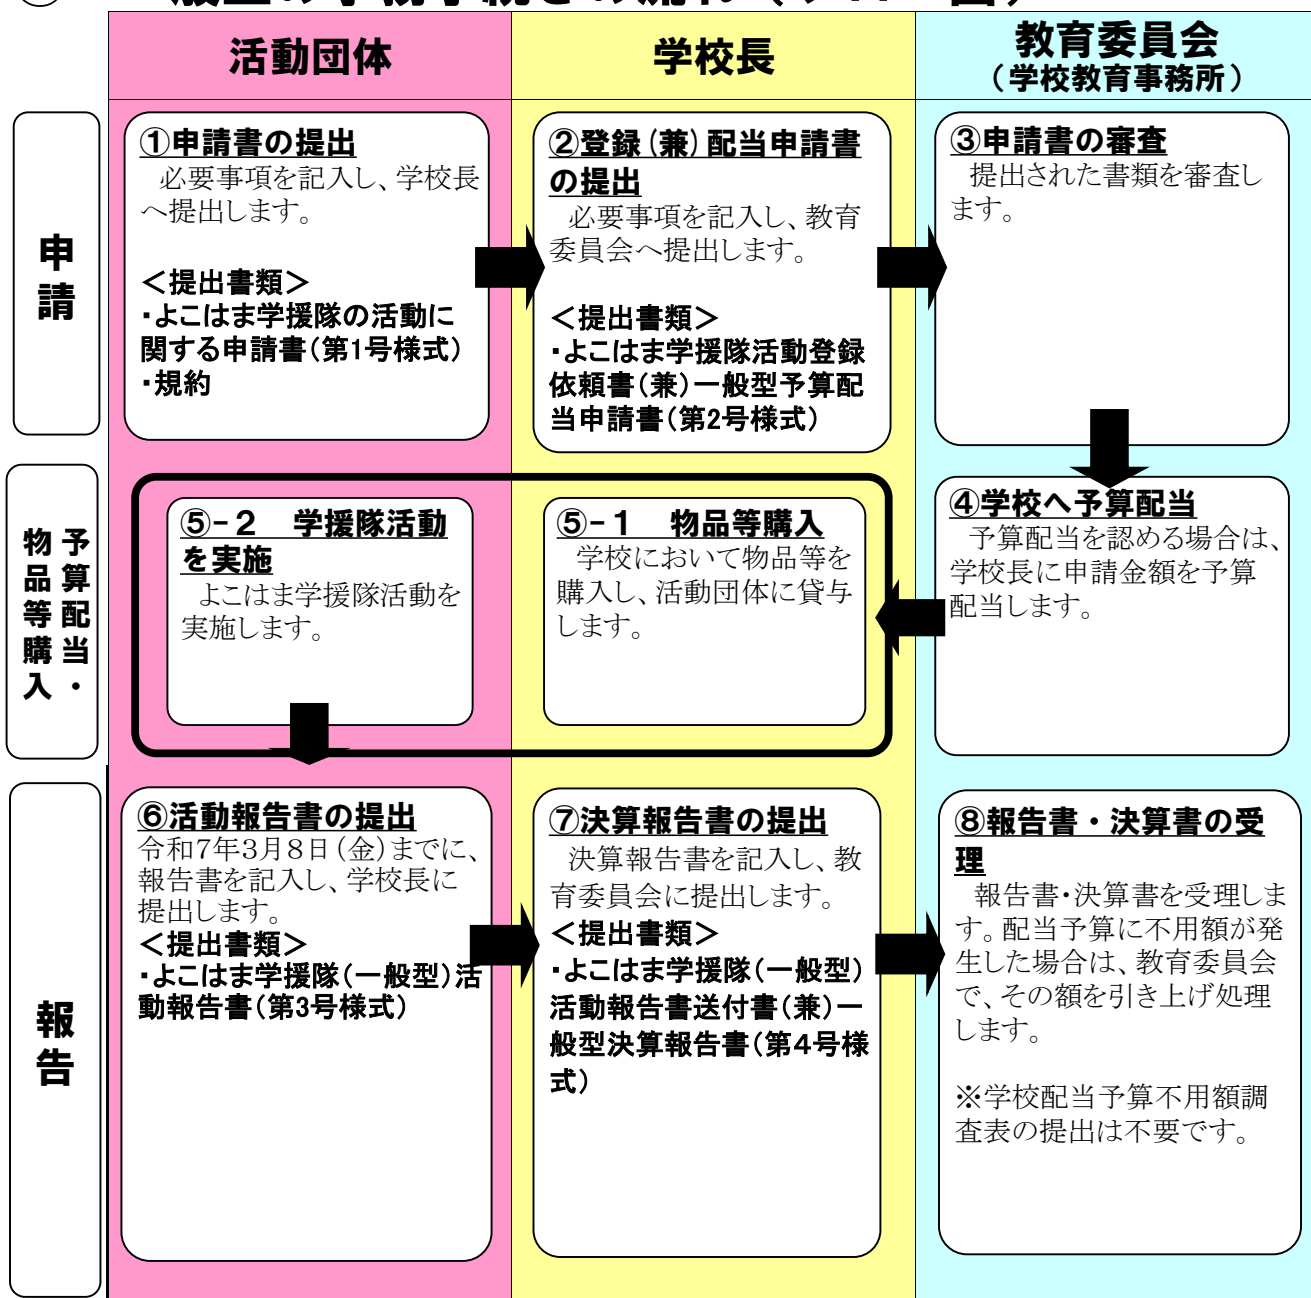 活動団体
学校長
教育委員会
（学校教育事務所）
申請
①申請書の提出
必要事項を記入し、学校長
へ提出します。
＜提出書類＞
・よこはま学援隊の活動に
関する申請書（第1号様式）
・規約
②登録（兼）配当申請書
の提出
必要事項を記入し、教育
委員会へ提出します。
＜提出書類＞
・よこはま学援隊活動登録
依頼書（兼）一般型予算配
当申請書（第2号様式）
③申請書の審査
提出された書類を審査し
ます。
予算配当・
物品等購入
⑤-２　学援隊活動
を実施
よこはま学援隊活動を
実施します。
⑤-１　物品等購入
学校において物品等を
購入し、活動団体に貸与
します。
④学校へ予算配当
予算配当を認める場合は、
学校長に申請金額を予算
配当します。
報告
⑥活動報告書の提出
令和7年3月8日（金）までに、
報告書を記入し、学校長に
提出します。
＜提出書類＞
・よこはま学援隊（一般型）活
動報告書（第3号様式）
⑦決算報告書の提出
決算報告書を記入し、教
育委員会に提出します。
＜提出書類＞
・よこはま学援隊（一般型）
活動報告書送付書（兼）一
般型決算報告書（第４号様
式）
⑧報告書・決算書の受
理
報告書・決算書を受理しま
す。配当予算に不用額が発
生した場合は、教育委員会
で、その額を引き上げ処理
します。
※学校配当予算不用額調
査表の提出は不要です。